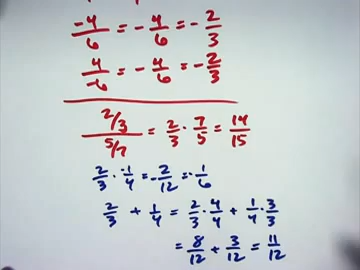 -4/6 = - 4/6 = - 2/3
4/-6 = - 4/6 = - 2/3
(2/3)/(5/7) = 2/3 · 7/5 = 14/15
2/3 · -1/4 = - 2/12 = - 1/6
2/3 + 1/4 = 2/3 · 4/4 + 1/4 · 3/3
= 8/12 + 3/12 = 11/12